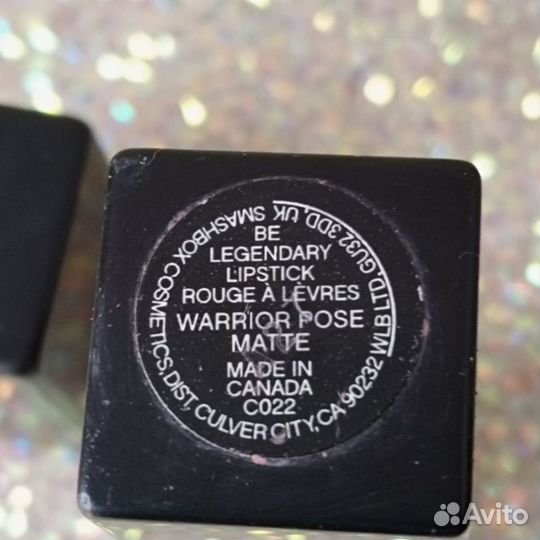 BE
LEGENDARY
LIPSTICK
ROUGE À LÈVRES
WARRIOR POSE
MATTE
MADE IN
CANADA
C022
SMASHBOX COSMETICS, DIST. CULVER CITY, CA 90232 WLB LTD, GU32 3DD, UK
Avito